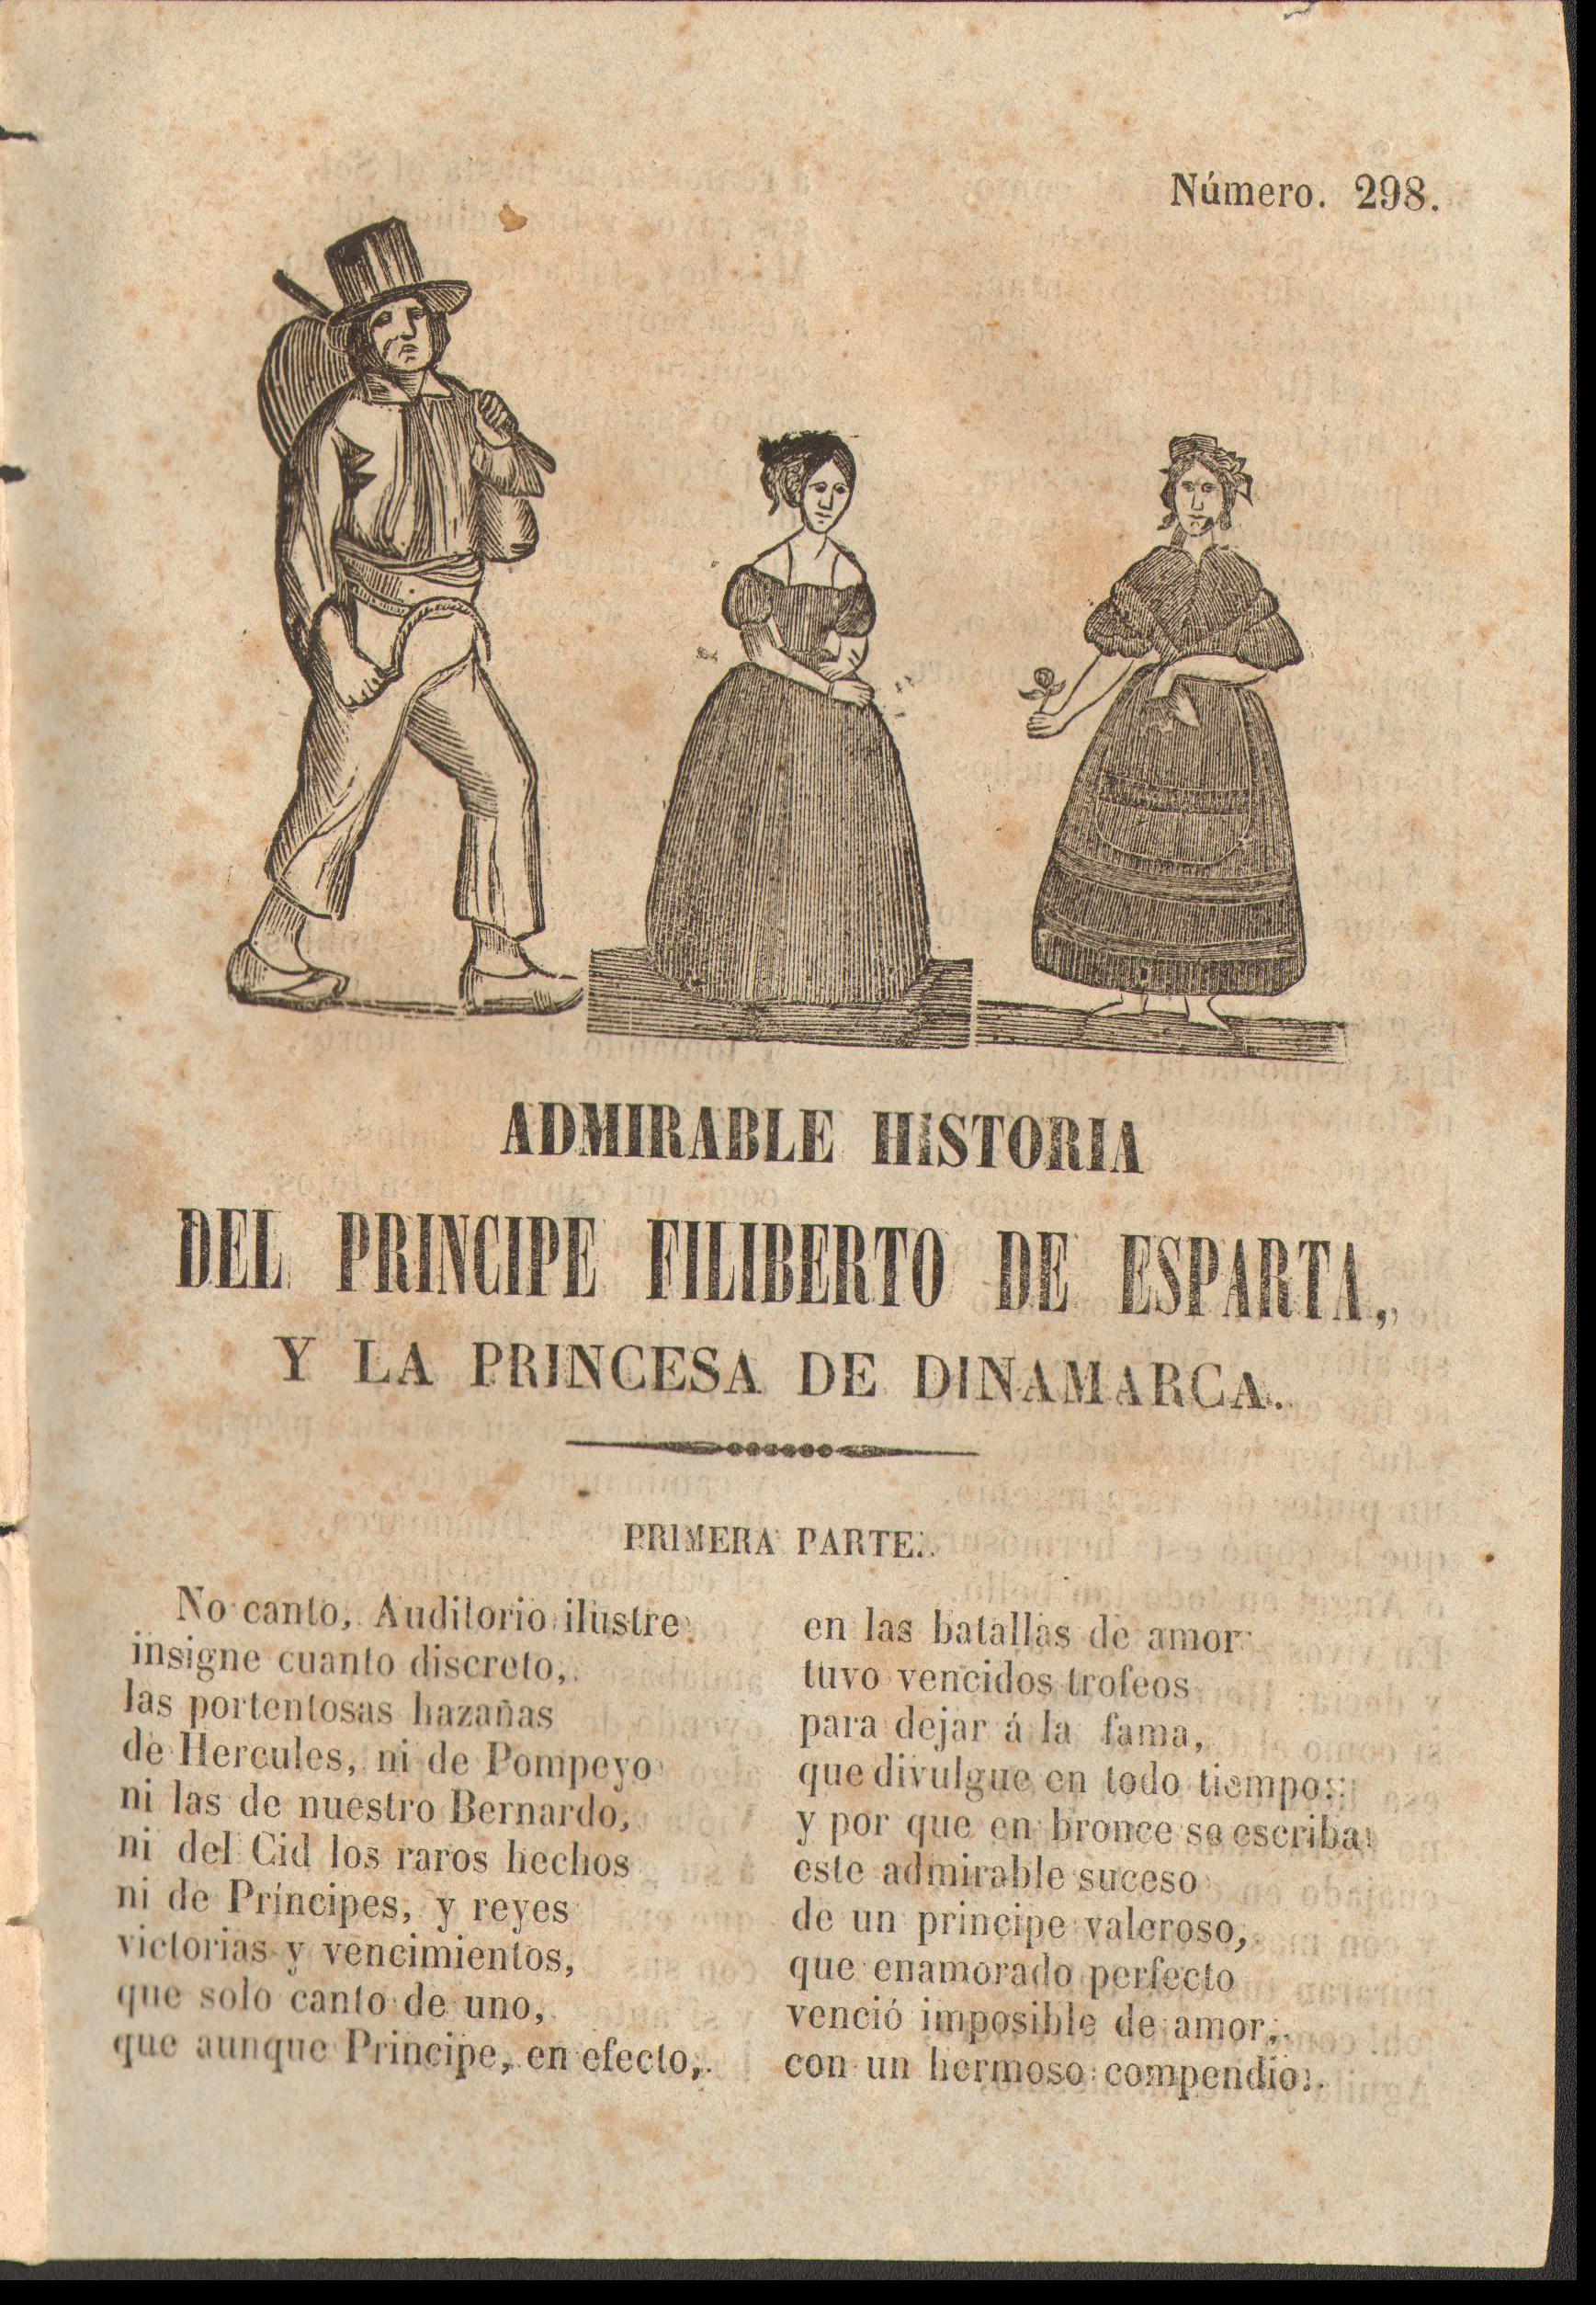 Número. 298.
ADMIRABLE HISTORIA
DEL PRINCIPE FILIBERTO DE ESPARTA,
Y LA PRINCESA DE DINAMARCA.
PRIMERA PARTE.
No canto, Auditorio ilustre
insigne cuanto discreto,
las portentosas hazañas
de Hercules, ni de Pompeyo
ni las de nuestro Bernardo,
ni del Cid los raros hechos
ni de Príncipes, y reyes
victorias y vencimientos,
que solo canto de uno,
que aunque Principe, en efecto,
en las batallas de amor
tuvo vencidos trofeos
para dejar á la fama,
que divulgue en todo tiempo:
y por que en bronce se escriba
este admirable suceso
de un principe valeroso,
que enamorado perfecto
venció imposible de amor,
con un hermoso compendio.